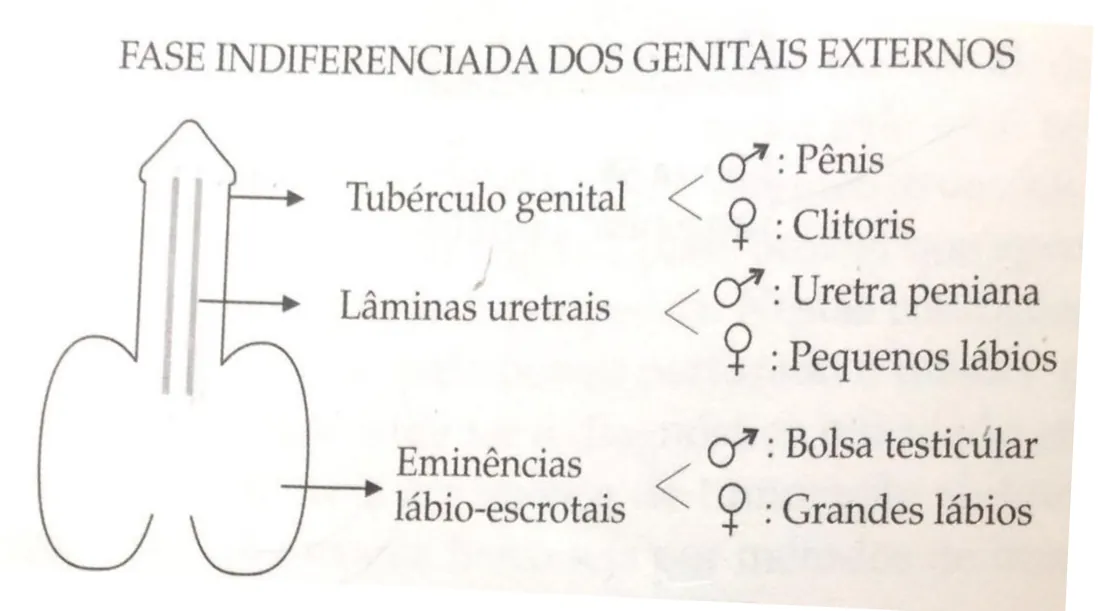 FASE INDIFERENCIADA DOS GENITAIS EXTERNOS
Tubérculo genital < ♂: Pênis
♀: Clitoris
Lâminas uretrais < ♂: Uretra peniana
♀: Pequenos lábios
Eminências
lábio-escrotais < ♂: Bolsa testicular
♀: Grandes lábios